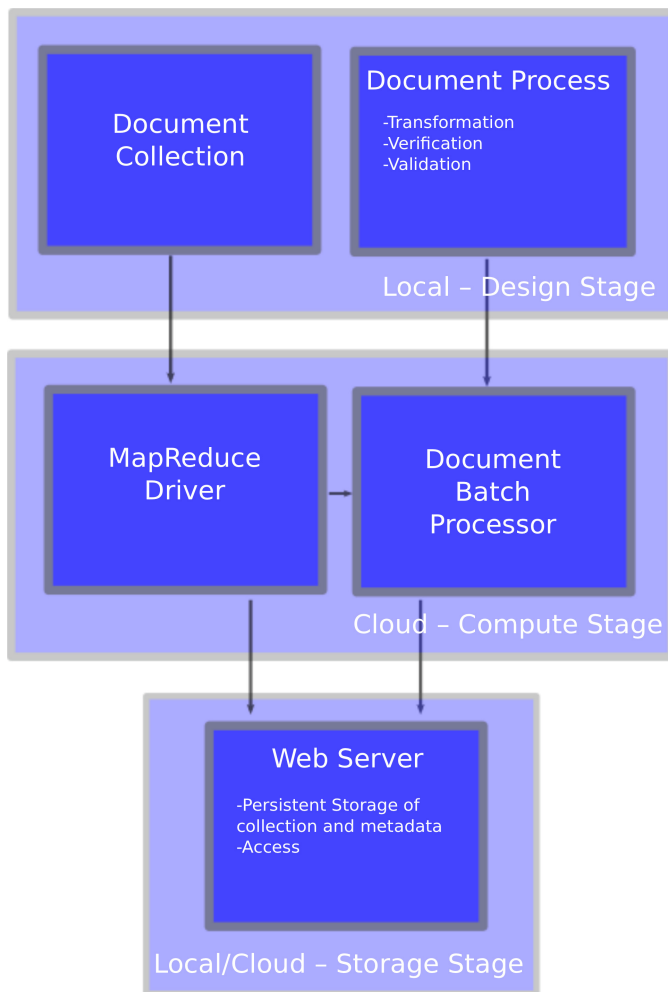 Document
Collection
Document Process
-Transformation
-Verification
-Validation
Local – Design Stage
MapReduce
Driver
Document
Batch
Processor
Cloud – Compute Stage
Web Server
-Persistent Storage of
collection and metadata
-Access
Local/Cloud – Storage Stage